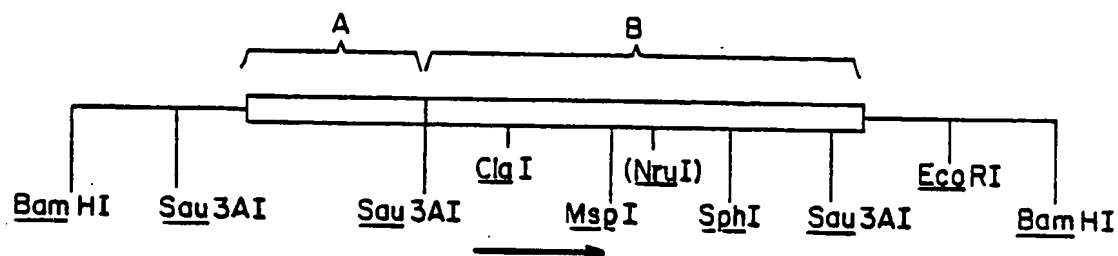 A B
ClaI (NruI) EcoRI
BamHI Sau3AI Sau3AI MspI SphI Sau3AI BamHI